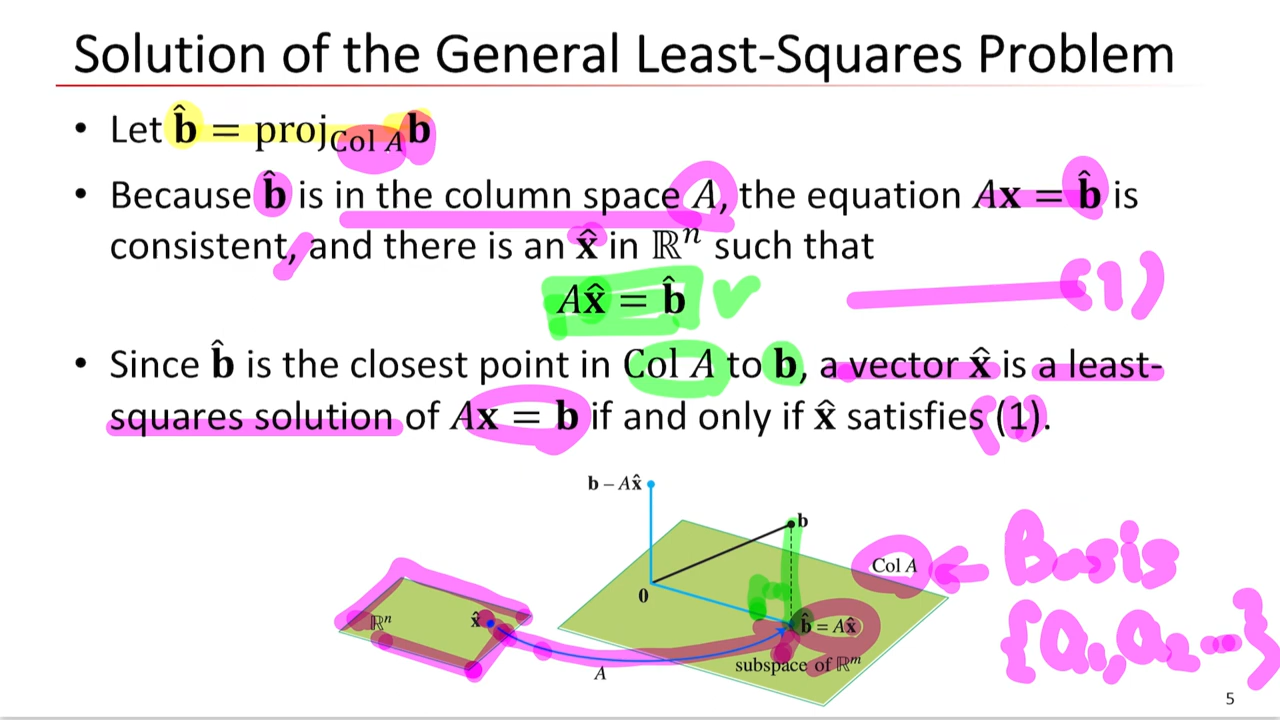 Solution of the General Least-Squares Problem
• Let b̂ = proj_Col A b
• Because b̂ is in the column space A, the equation Ax = b̂ is
consistent, and there is an x̂ in ℝⁿ such that
Ax̂ = b̂
(1)
• Since b̂ is the closest point in Col A to b, a vector x̂ is a least-
squares solution of Ax = b if and only if x̂ satisfies (1).
b – Ax̂
b
Col A
Basis
0
ℝⁿ
x̂
b̂ = Ax̂
{a₁, a₂ ...}
subspace of ℝᵐ
A
5